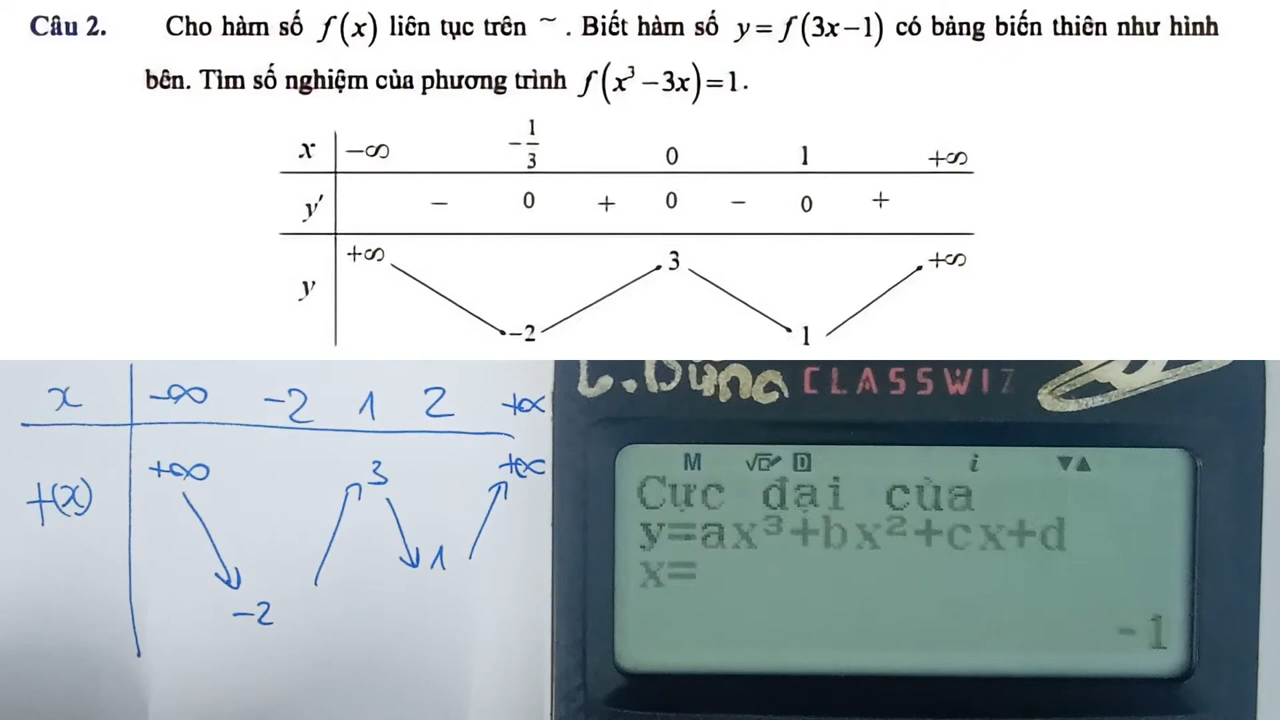 Câu 2. Cho hàm số f(x) liên tục trên ~ . Biết hàm số y=f(3x−1) có bảng biến thiên như hình
bên. Tìm số nghiệm của phương trình f(x³−3x)=1.
x −∞ −1/3 0 1 +∞
y' − 0 + 0 − 0 +
+∞ 3 +∞
y
−2 1
x −∞ −2 1 2 +∞
f(x) +∞ 3 +∞
1
−2
L.Dũng CLASSWIZ
M √ D i ▼▲
Cực đại của
y=ax³+bx²+cx+d
x=
-1